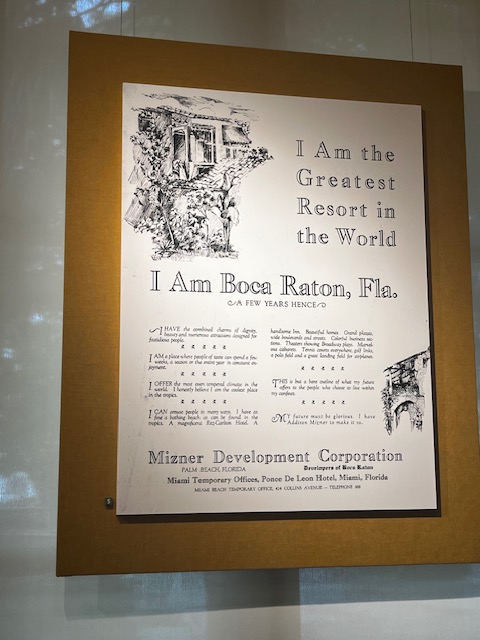 I Am the
Greatest
Resort in
the World
I Am Boca Raton, Fla.
A FEW YEARS HENCE
I HAVE the combined charms of dignity,
beauty and numerous attractions designed for
fastidious people.
I AM a place where people of taste can spend a few
weeks, a season or the entire year in constant en-
joyment.
I OFFER the most even tempered climate in the
world. I honestly believe I am the coolest place
in the tropics.
I CAN amuse people in many ways. I have as
fine a bathing beach as can be found in the
tropics. A magnificent Ritz-Carlton Hotel. A
handsome Inn. Beautiful homes. Grand plazas,
wide boulevards and streets. Colorful business sec-
tions. Theaters showing Broadway plays. Marvel-
ous cabarets. Tennis courts everywhere, golf links,
a polo field and a great landing field for airplanes.
THIS is but a bare outline of what my future
offers to the people who choose to live within
my confines.
MY future must be glorious. I have
Addison Mizner to make it so.
Mizner Development Corporation
PALM BEACH, FLORIDA
Developers of Boca Raton
Miami Temporary Offices, Ponce De Leon Hotel, Miami, Florida
MIAMI BEACH TEMPORARY OFFICE, COLLINS AVENUE — TELEPHONE
5